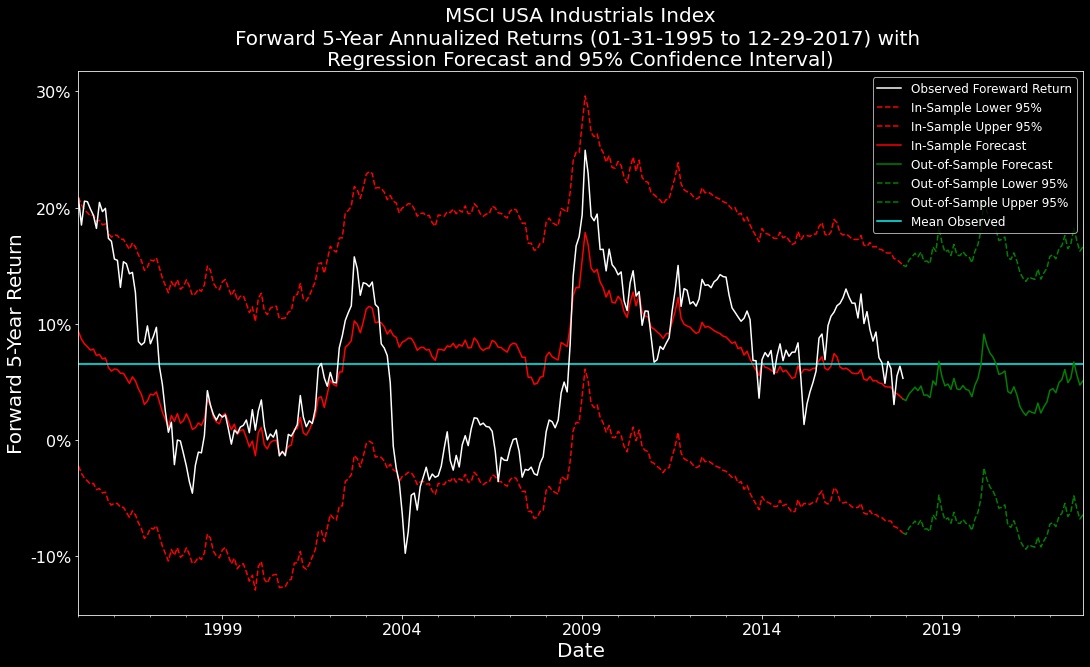 MSCI USA Industrials Index
Forward 5-Year Annualized Returns (01-31-1995 to 12-29-2017) with
Regression Forecast and 95% Confidence Interval)
Forward 5-Year Return
30%
20%
10%
0%
-10%
Observed Foreward Return
In-Sample Lower 95%
In-Sample Upper 95%
In-Sample Forecast
Out-of-Sample Forecast
Out-of-Sample Lower 95%
Out-of-Sample Upper 95%
Mean Observed
1999
2004
2009
2014
2019
Date